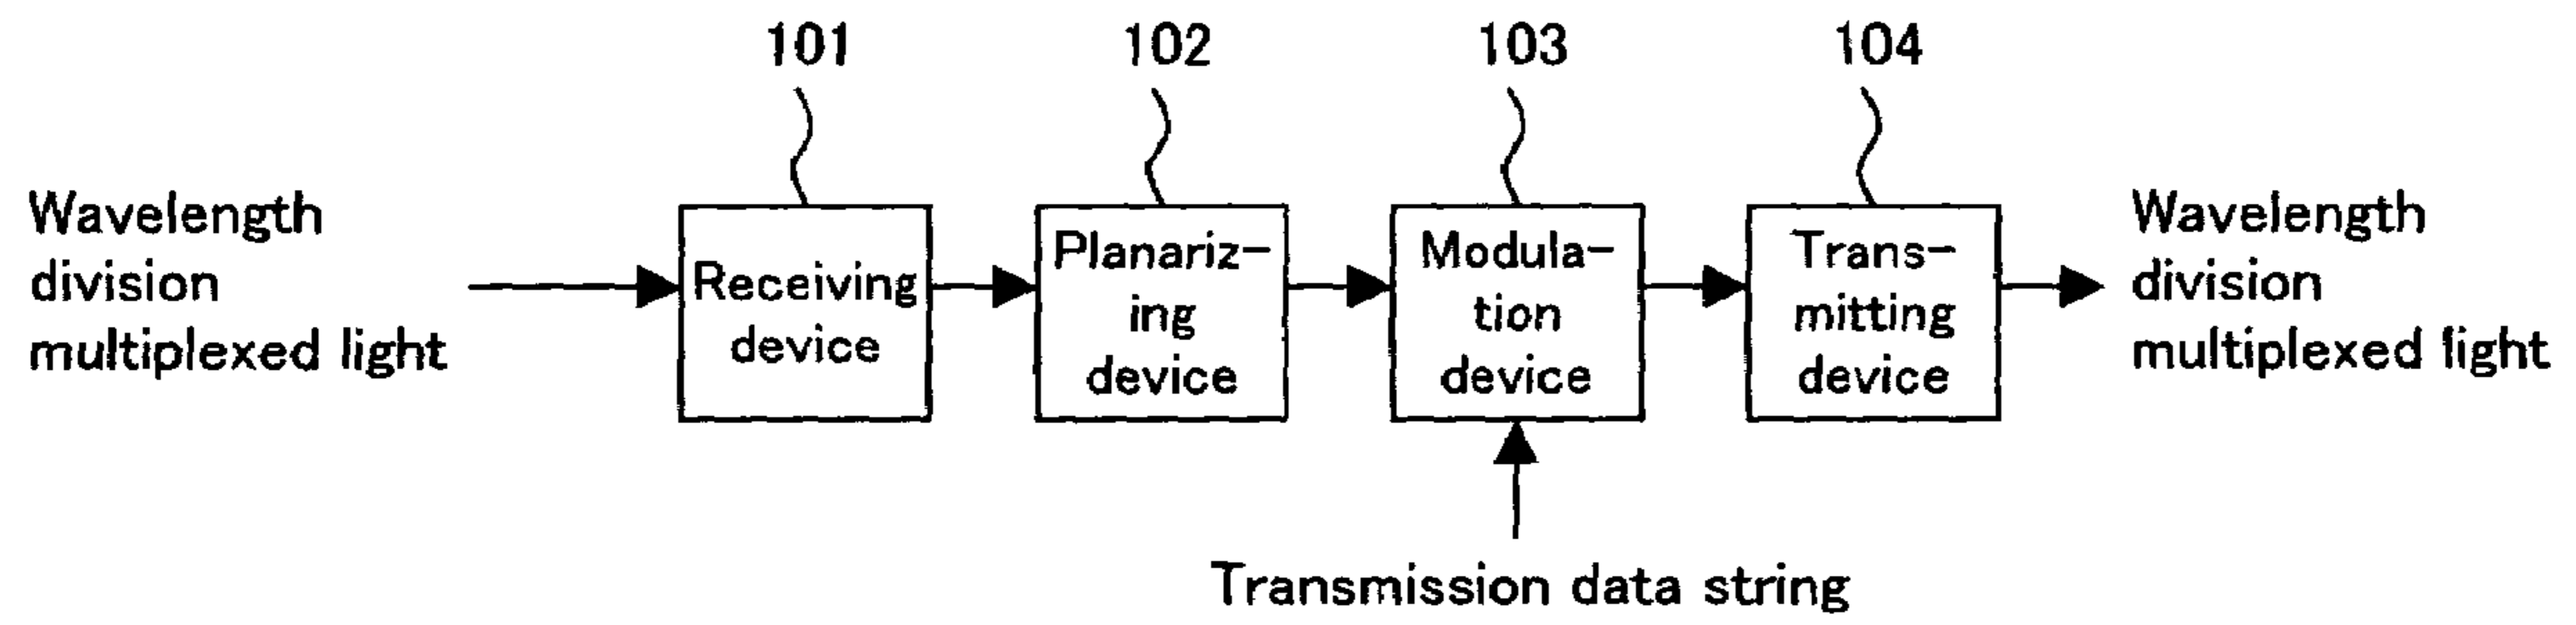 101
102
103
104
Wavelength
division
multiplexed light
Receiving
device
Planariz-
ing
device
Modula-
tion
device
Trans-
mitting
device
Wavelength
division
multiplexed light
Transmission data string